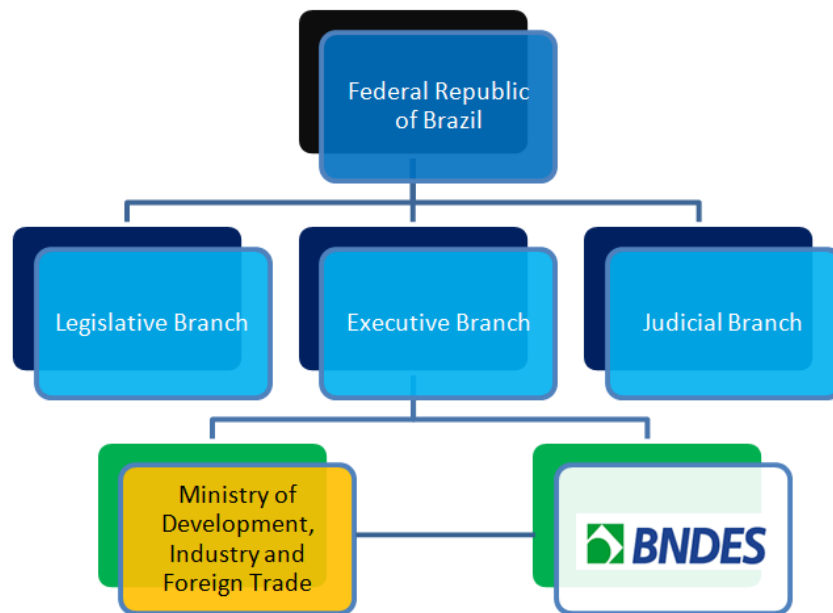 Federal Republic
of Brazil
Legislative Branch
Executive Branch
Judicial Branch
Ministry of
Development,
Industry and
Foreign Trade
BNDES